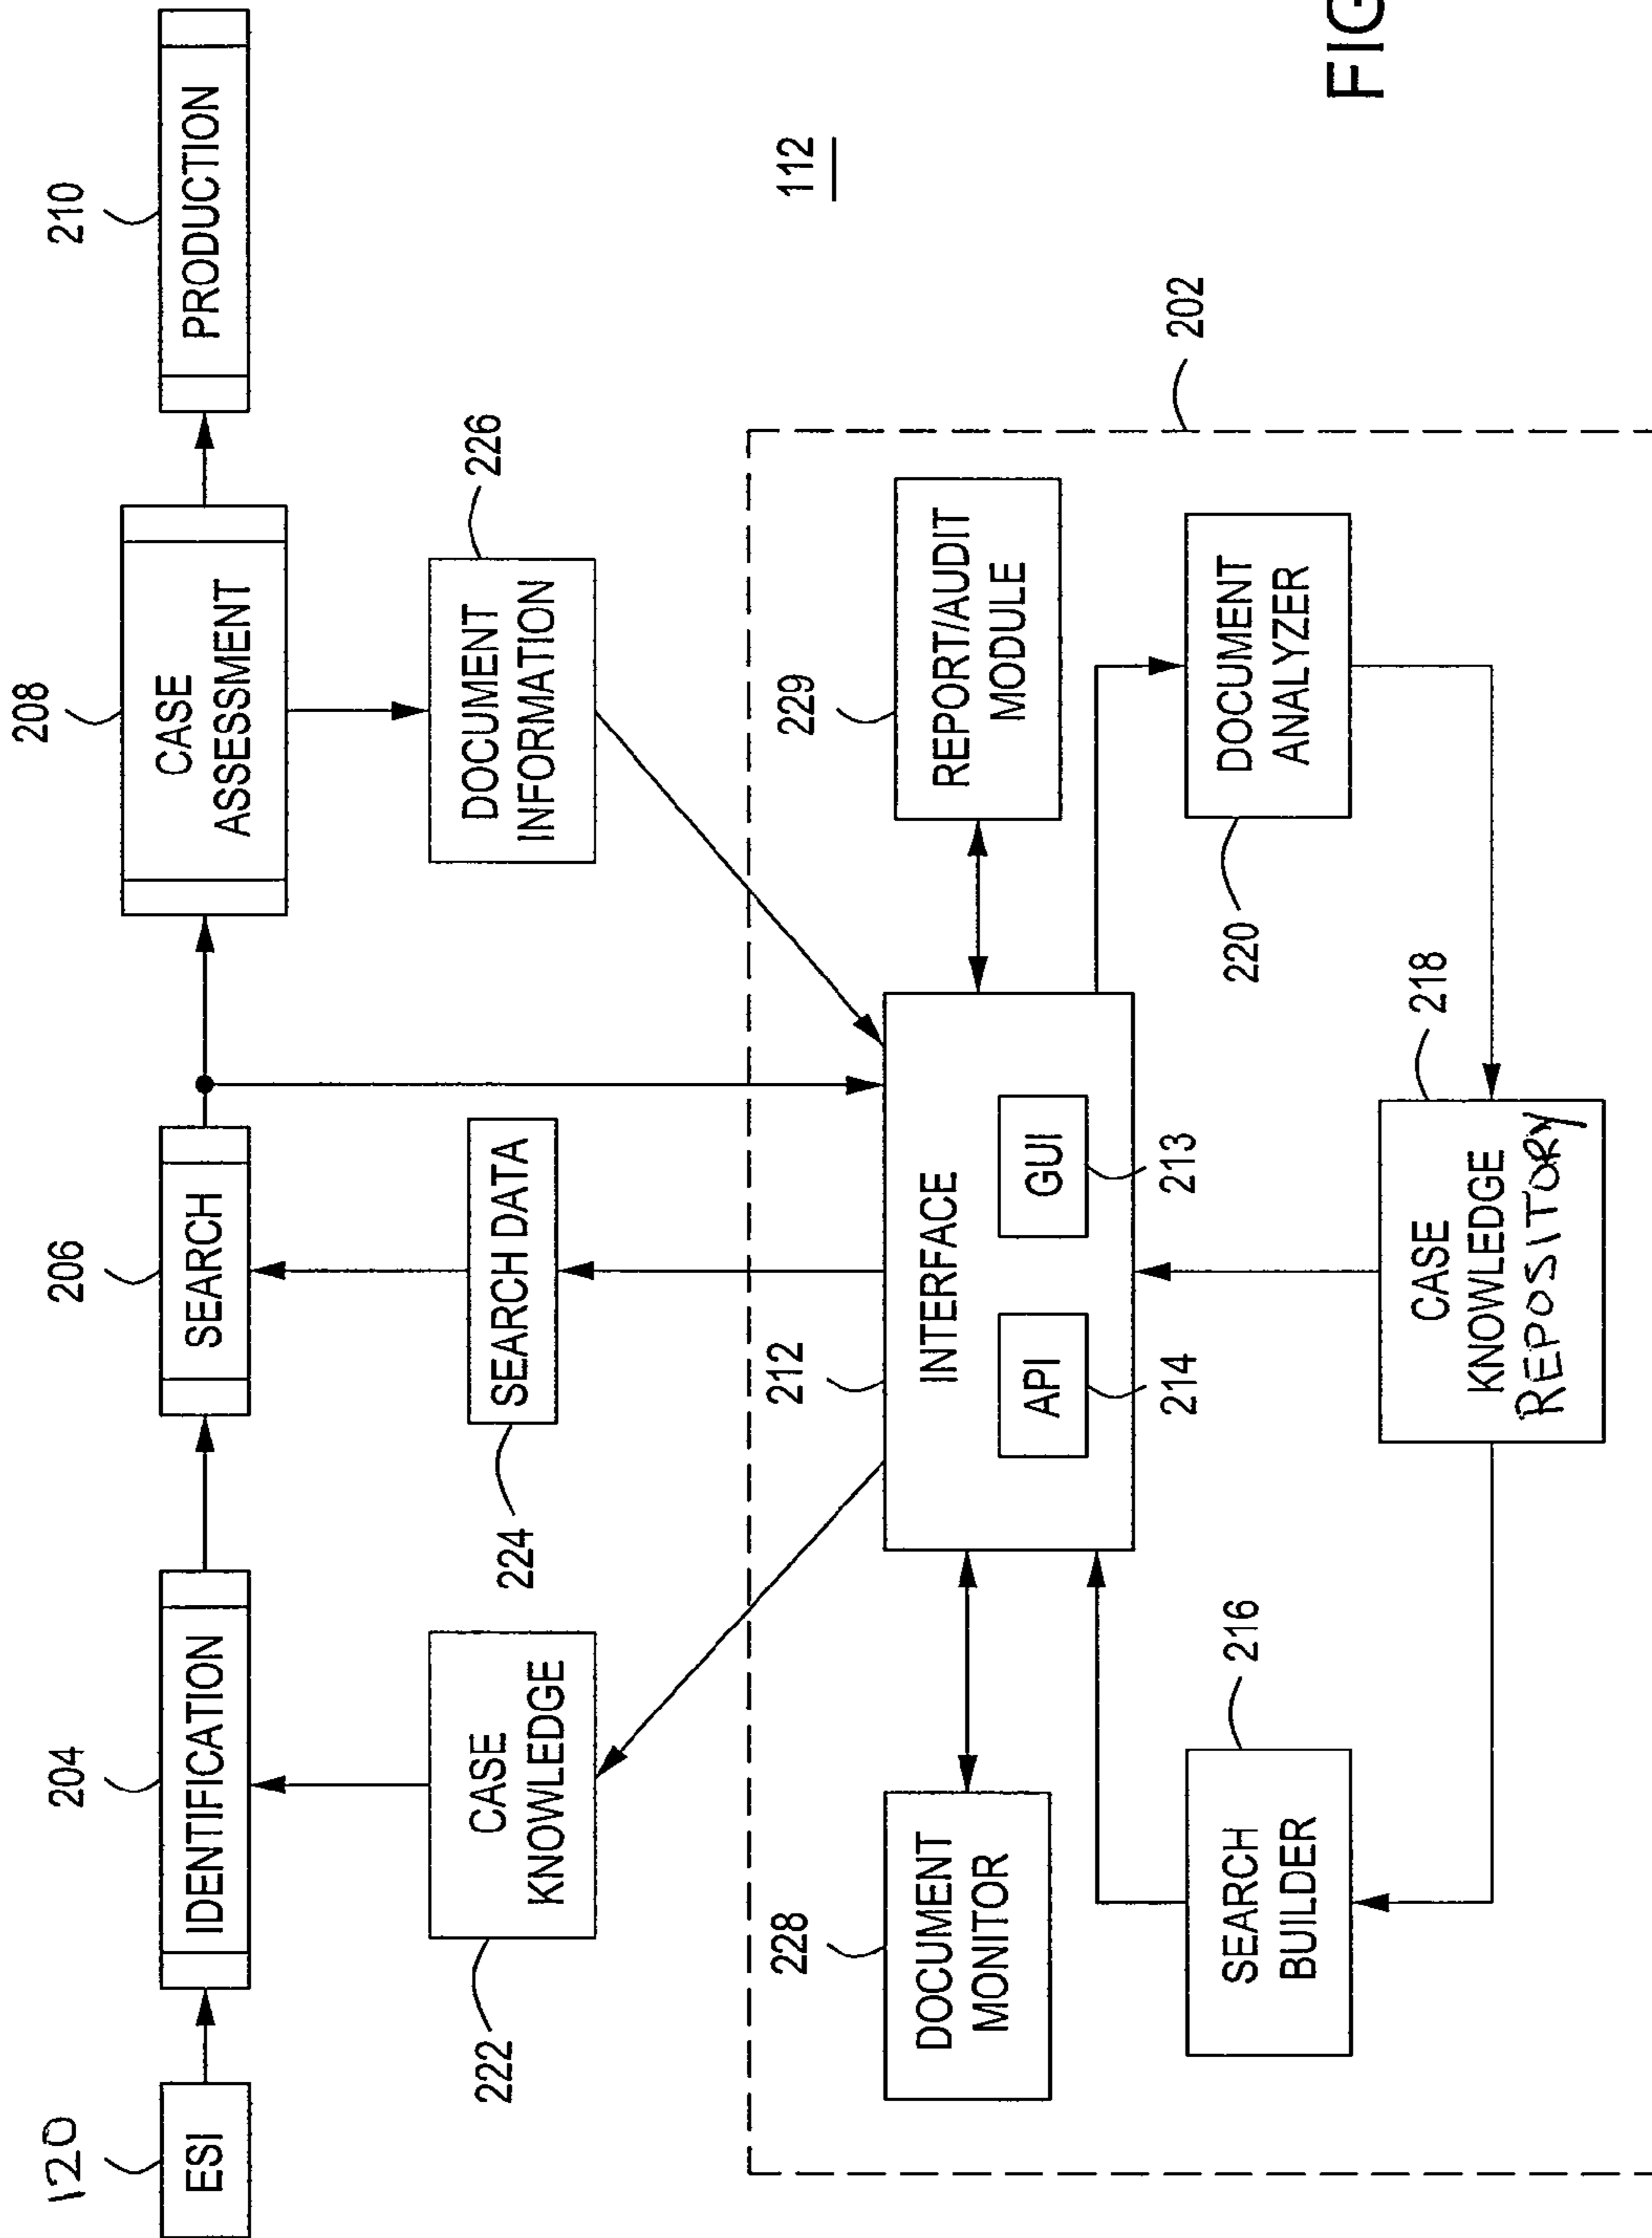 120
ESI
204
IDENTIFICATION
206
SEARCH
208
CASE
ASSESSMENT
210
PRODUCTION
222
CASE
KNOWLEDGE
224
SEARCH DATA
226
DOCUMENT
INFORMATION
112
202
228
DOCUMENT
MONITOR
212
INTERFACE
API
214
GUI
213
229
REPORT/AUDIT
MODULE
216
SEARCH
BUILDER
218
CASE
KNOWLEDGE
REPOSITORY
220
DOCUMENT
ANALYZER
FIG